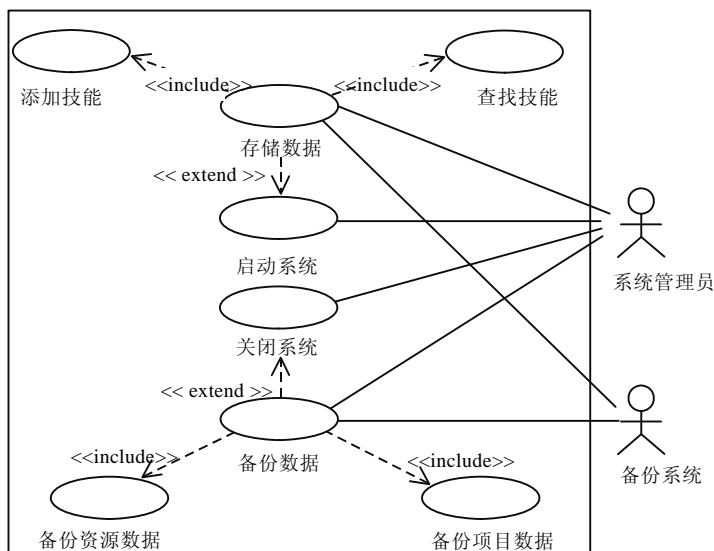 <<include>>
<<include>>
添加技能
查找技能
存储数据
<< extend >>
启动系统
系统管理员
关闭系统
<< extend >>
<<include>>
备份数据
<<include>>
备份系统
备份资源数据
备份项目数据